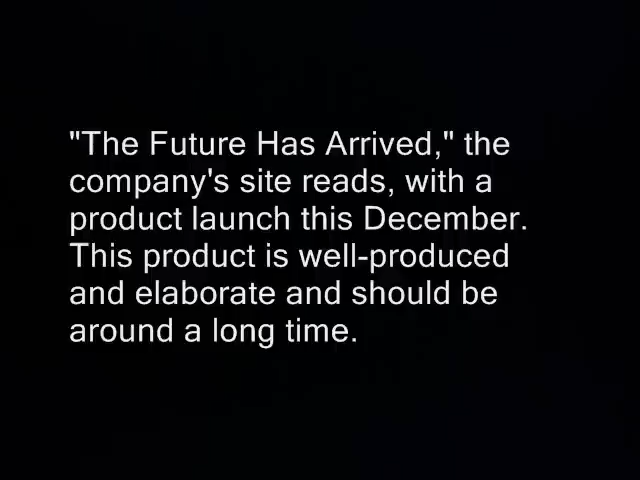 "The Future Has Arrived," the
company's site reads, with a
product launch this December.
This product is well-produced
and elaborate and should be
around a long time.